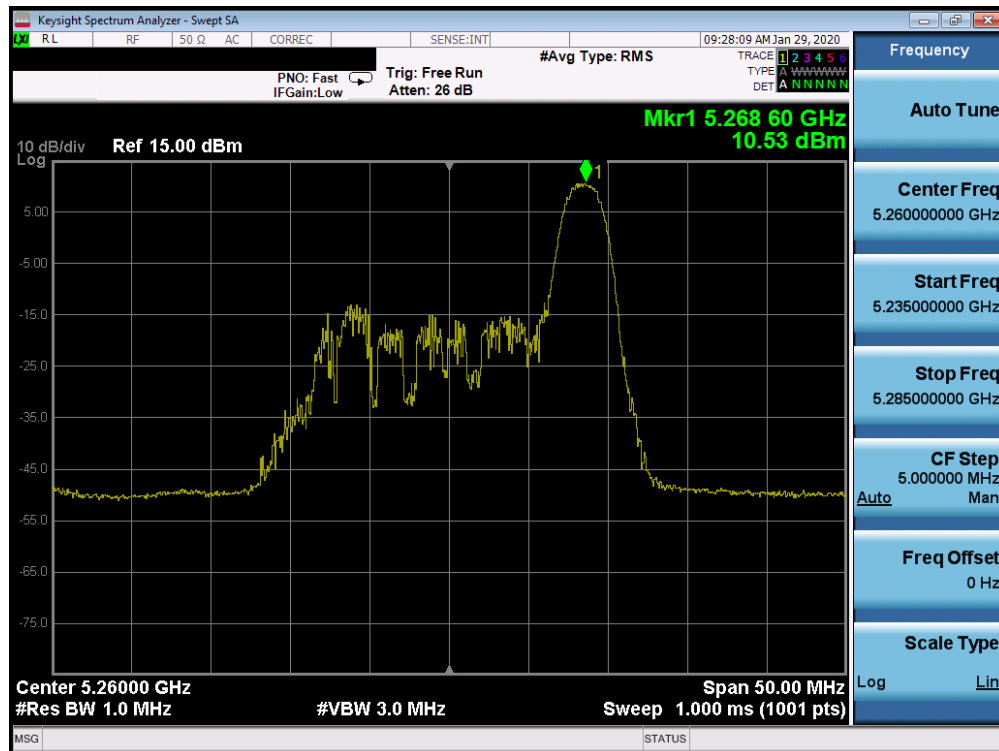 Keysight Spectrum Analyzer - Swept SA
LXI RL RF 50 Ω AC CORREC SENSE:INT 09:28:09 AM Jan 29, 2020
#Avg Type: RMS
TRACE 1 2 3 4 5 6
PNO: Fast Trig: Free Run
TYPE A WWWWW
IFGain:Low Atten: 26 dB
DET A N N N N N
Mkr1 5.268 60 GHz
10.53 dBm
10 dB/div Ref 15.00 dBm
Log
1
5.00
-5.00
-15.0
-25.0
-35.0
-45.0
-55.0
-65.0
-75.0
Center 5.26000 GHz Span 50.00 MHz
#Res BW 1.0 MHz #VBW 3.0 MHz Sweep 1.000 ms (1001 pts)
MSG STATUS
Frequency
Auto Tune
Center Freq
5.260000000 GHz
Start Freq
5.235000000 GHz
Stop Freq
5.285000000 GHz
CF Step
5.000000 MHz
Auto Man
Freq Offset
0 Hz
Scale Type
Log Lin